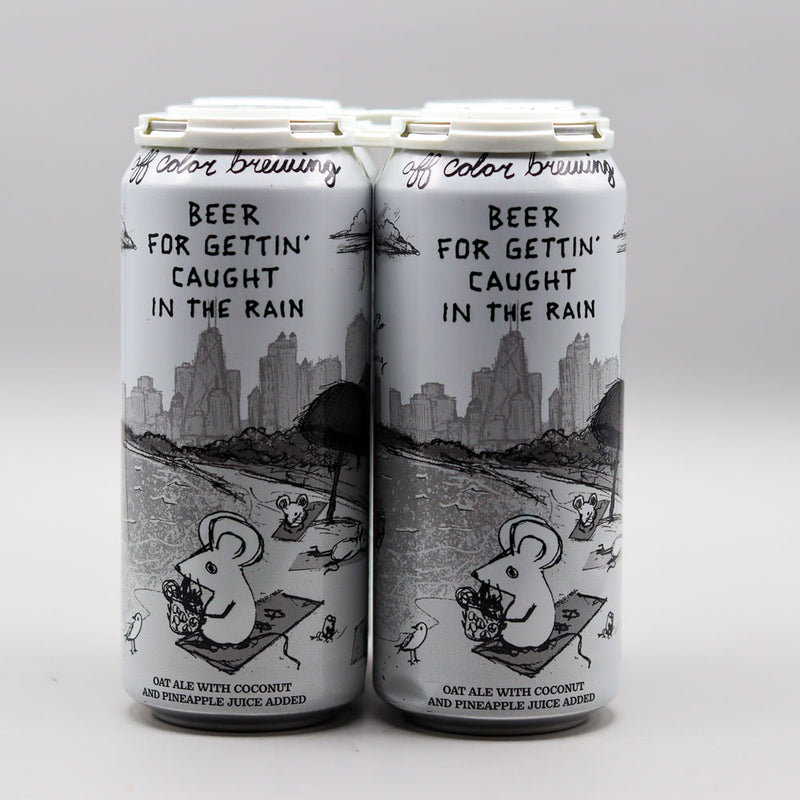 off color brewing
BEER
FOR GETTIN'
CAUGHT
IN THE RAIN
OAT ALE WITH COCONUT
AND PINEAPPLE JUICE ADDED
off color brewing
BEER
FOR GETTIN'
CAUGHT
IN THE RAIN
OAT ALE WITH COCONUT
AND PINEAPPLE JUICE ADDED